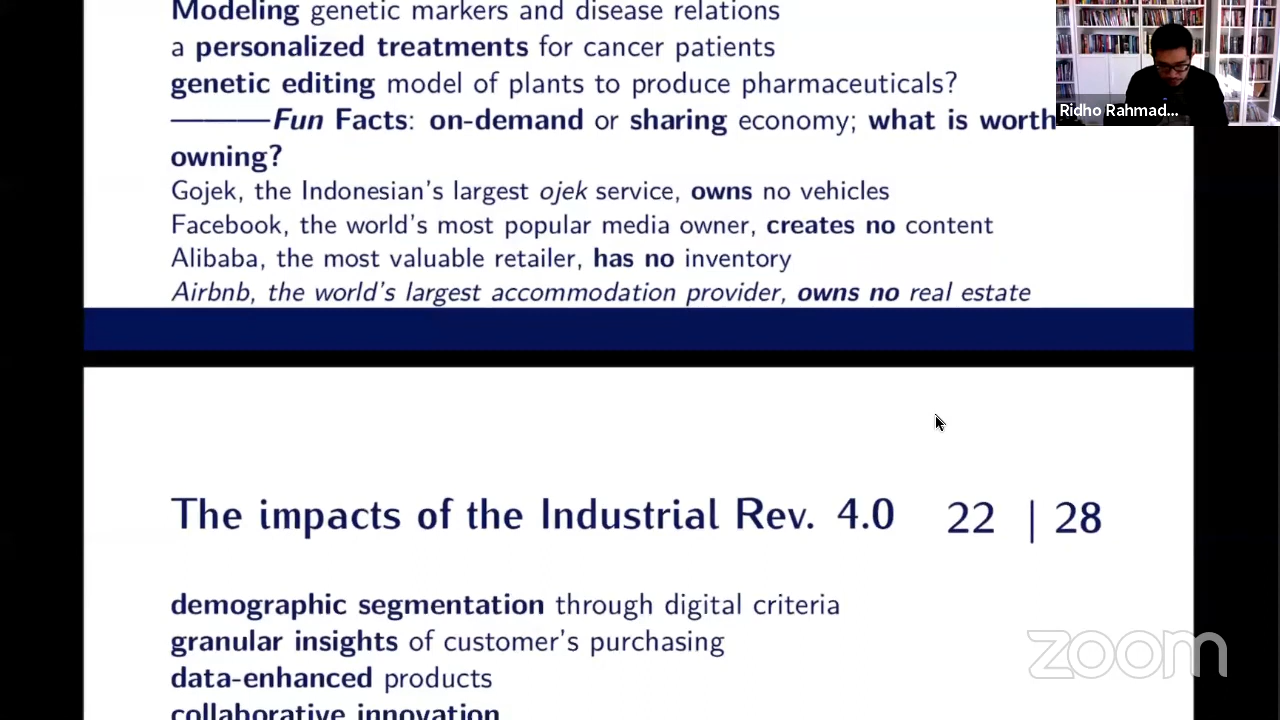 Modeling genetic markers and disease relations
a personalized treatments for cancer patients
genetic editing model of plants to produce pharmaceuticals?
————Fun Facts: on-demand or sharing economy; what is worth
owning?
Gojek, the Indonesian's largest ojek service, owns no vehicles
Facebook, the world's most popular media owner, creates no content
Alibaba, the most valuable retailer, has no inventory
Airbnb, the world's largest accommodation provider, owns no real estate
Ridho Rahmad...
The impacts of the Industrial Rev. 4.0 22 | 28
demographic segmentation through digital criteria
granular insights of customer's purchasing
data-enhanced products
collaborative innovation
zoom